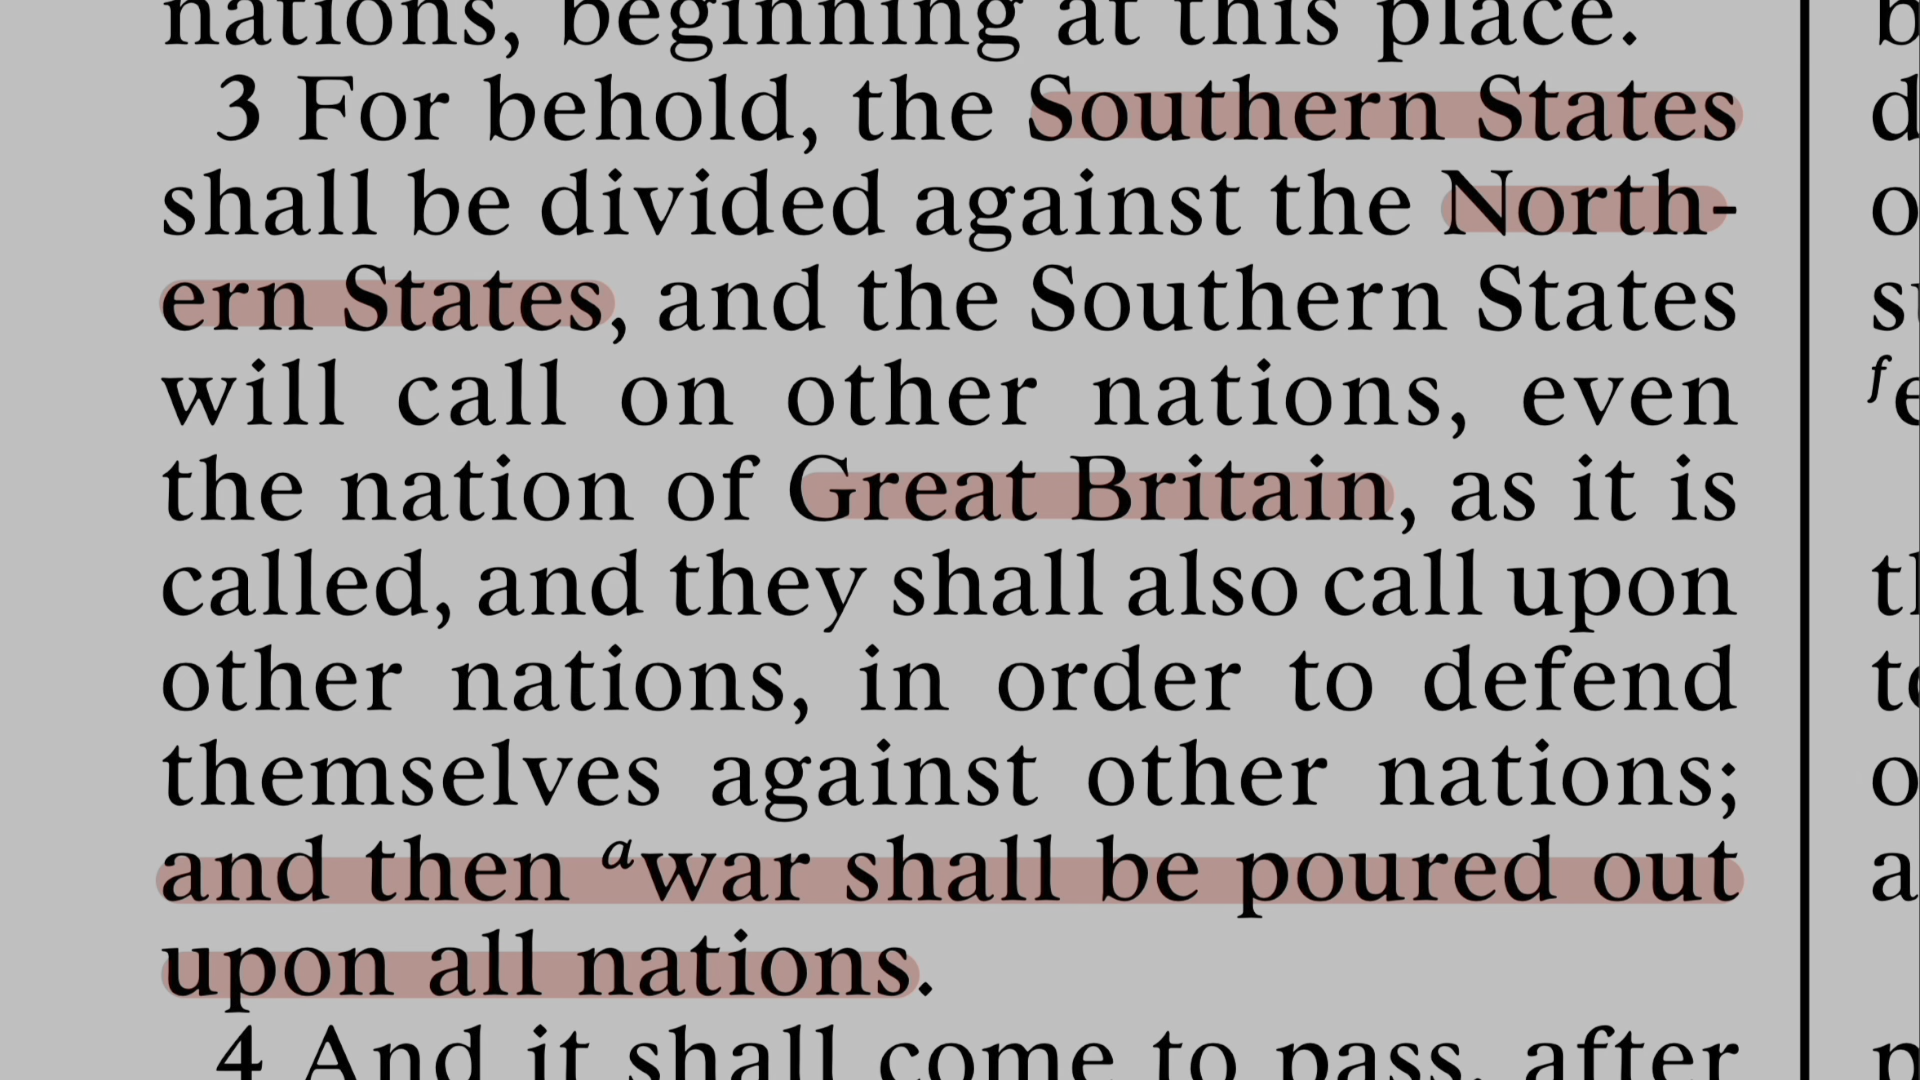 nations, beginning at this place.
3 For behold, the Southern States
shall be divided against the North-
ern States, and the Southern States
will call on other nations, even
the nation of Great Britain, as it is
called, and they shall also call upon
other nations, in order to defend
themselves against other nations;
and then ᵃwar shall be poured out
upon all nations.
4 And it shall come to pass, after